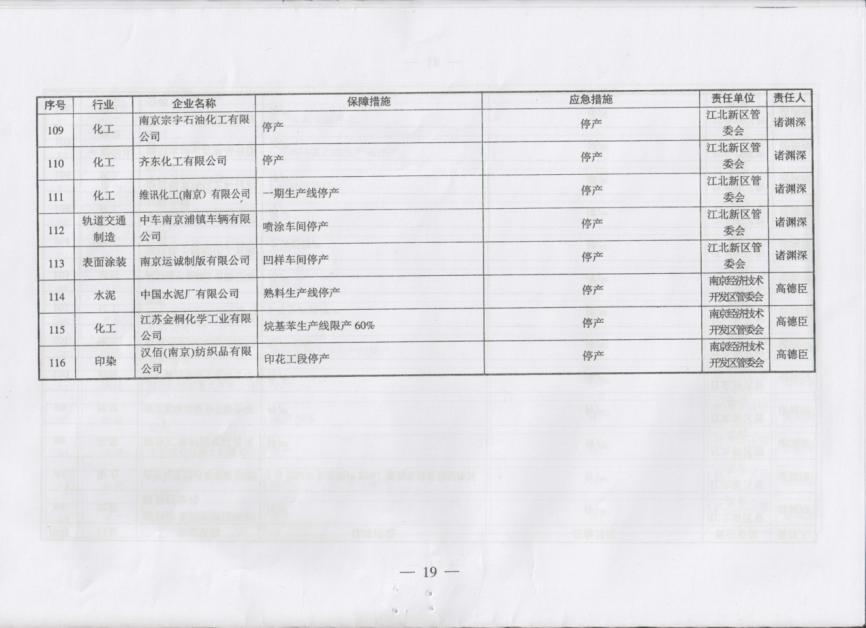 序号 行业 企业名称 保障措施 应急措施 责任单位 责任人
109 化工 南京宗宇石油化工有限公司 停产 停产 江北新区管委会 诸渊深
110 化工 齐东化工有限公司 停产 停产 江北新区管委会 诸渊深
111 化工 维讯化工(南京)有限公司 一期生产线停产 停产 江北新区管委会 诸渊深
112 轨道交通制造 中车南京浦镇车辆有限公司 喷涂车间停产 停产 江北新区管委会 诸渊深
113 表面涂装 南京运诚制版有限公司 凹样车间停产 停产 江北新区管委会 诸渊深
114 水泥 中国水泥厂有限公司 熟料生产线停产 停产 南京经济技术开发区管委会 高德臣
115 化工 江苏金桐化学工业有限公司 烷基苯生产线限产 60% 停产 南京经济技术开发区管委会 高德臣
116 印染 汉佰(南京)纺织品有限公司 印花工段停产 停产 南京经济技术开发区管委会 高德臣
— 19 —